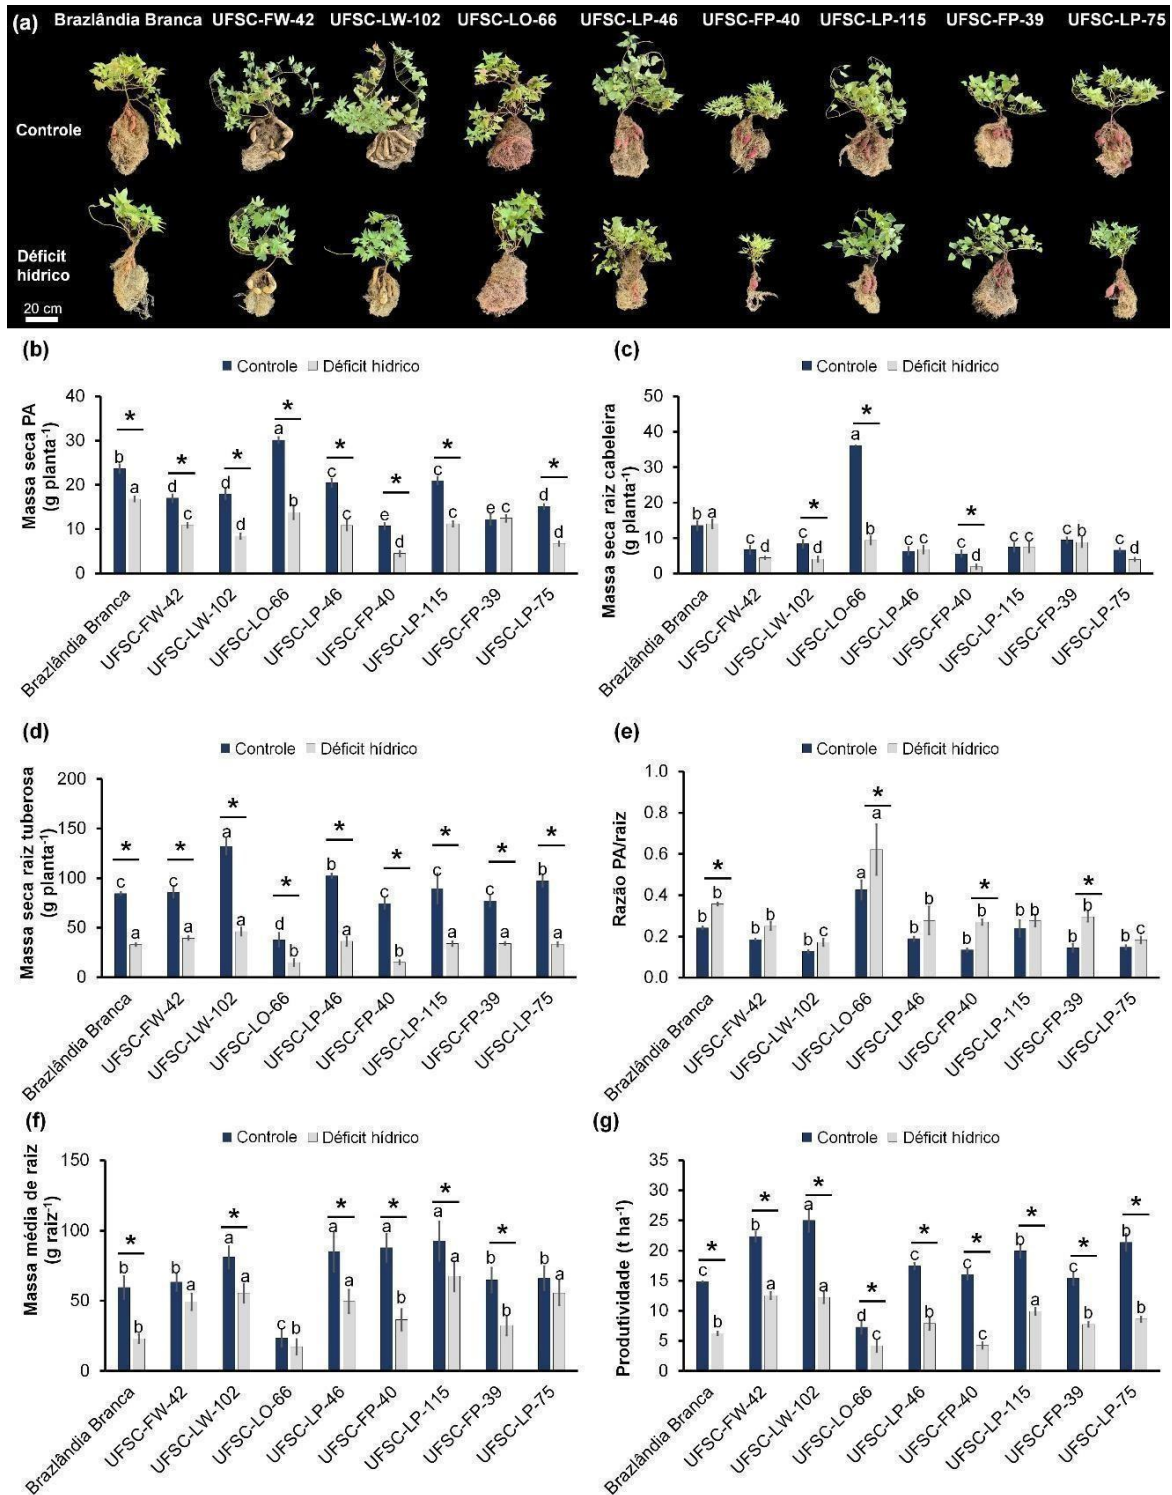 (a) Brazlândia Branca UFSC-FW-42 UFSC-LW-102 UFSC-LO-66 UFSC-LP-46 UFSC-FP-40 UFSC-LP-115 UFSC-FP-39 UFSC-LP-75
Controle
Déficit
hídrico
20 cm
(b)
Controle Déficit hídrico
Massa seca PA
(g planta⁻¹)
40
30
20
10
0
* * * * * * * *
b a d c d d a b c c e d c c e c d d
Brazlândia Branca
UFSC-FW-42
UFSC-LW-102
UFSC-LO-66
UFSC-LP-46
UFSC-FP-40
UFSC-LP-115
UFSC-FP-39
UFSC-LP-75
(c)
Controle Déficit hídrico
Massa seca raiz cabeleira
(g planta⁻¹)
50
40
30
20
10
0
* * *
b a c d c d a b c c c d c c c b c d
Brazlândia Branca
UFSC-FW-42
UFSC-LW-102
UFSC-LO-66
UFSC-LP-46
UFSC-FP-40
UFSC-LP-115
UFSC-FP-39
UFSC-LP-75
(d)
Controle Déficit hídrico
Massa seca raiz tuberosa
(g planta⁻¹)
200
150
100
50
0
* * * * * * * * *
c a c a a a d b b a c b c a c a b a
Brazlândia Branca
UFSC-FW-42
UFSC-LW-102
UFSC-LO-66
UFSC-LP-46
UFSC-FP-40
UFSC-LP-115
UFSC-FP-39
UFSC-LP-75
(e)
Controle Déficit hídrico
Razão PA/raiz
1.0
0.8
0.6
0.4
0.2
0.0
* * * *
b b b b b c a a b b b b b b b b b c
Brazlândia Branca
UFSC-FW-42
UFSC-LW-102
UFSC-LO-66
UFSC-LP-46
UFSC-FP-40
UFSC-LP-115
UFSC-FP-39
UFSC-LP-75
(f)
Controle Déficit hídrico
Massa média de raiz
(g raiz⁻¹)
150
100
50
0
* * * * * *
b b b a a a c b a a a b a a b b b a
Brazlândia Branca
UFSC-FW-42
UFSC-LW-102
UFSC-LO-66
UFSC-LP-46
UFSC-FP-40
UFSC-LP-115
UFSC-FP-39
UFSC-LP-75
(g)
Controle Déficit hídrico
Produtividade (t ha⁻¹)
35
30
25
20
15
10
5
0
* * * * * * * * *
c b b a a a d c c b c c b a c b b b
Brazlândia Branca
UFSC-FW-42
UFSC-LW-102
UFSC-LO-66
UFSC-LP-46
UFSC-FP-40
UFSC-LP-115
UFSC-FP-39
UFSC-LP-75